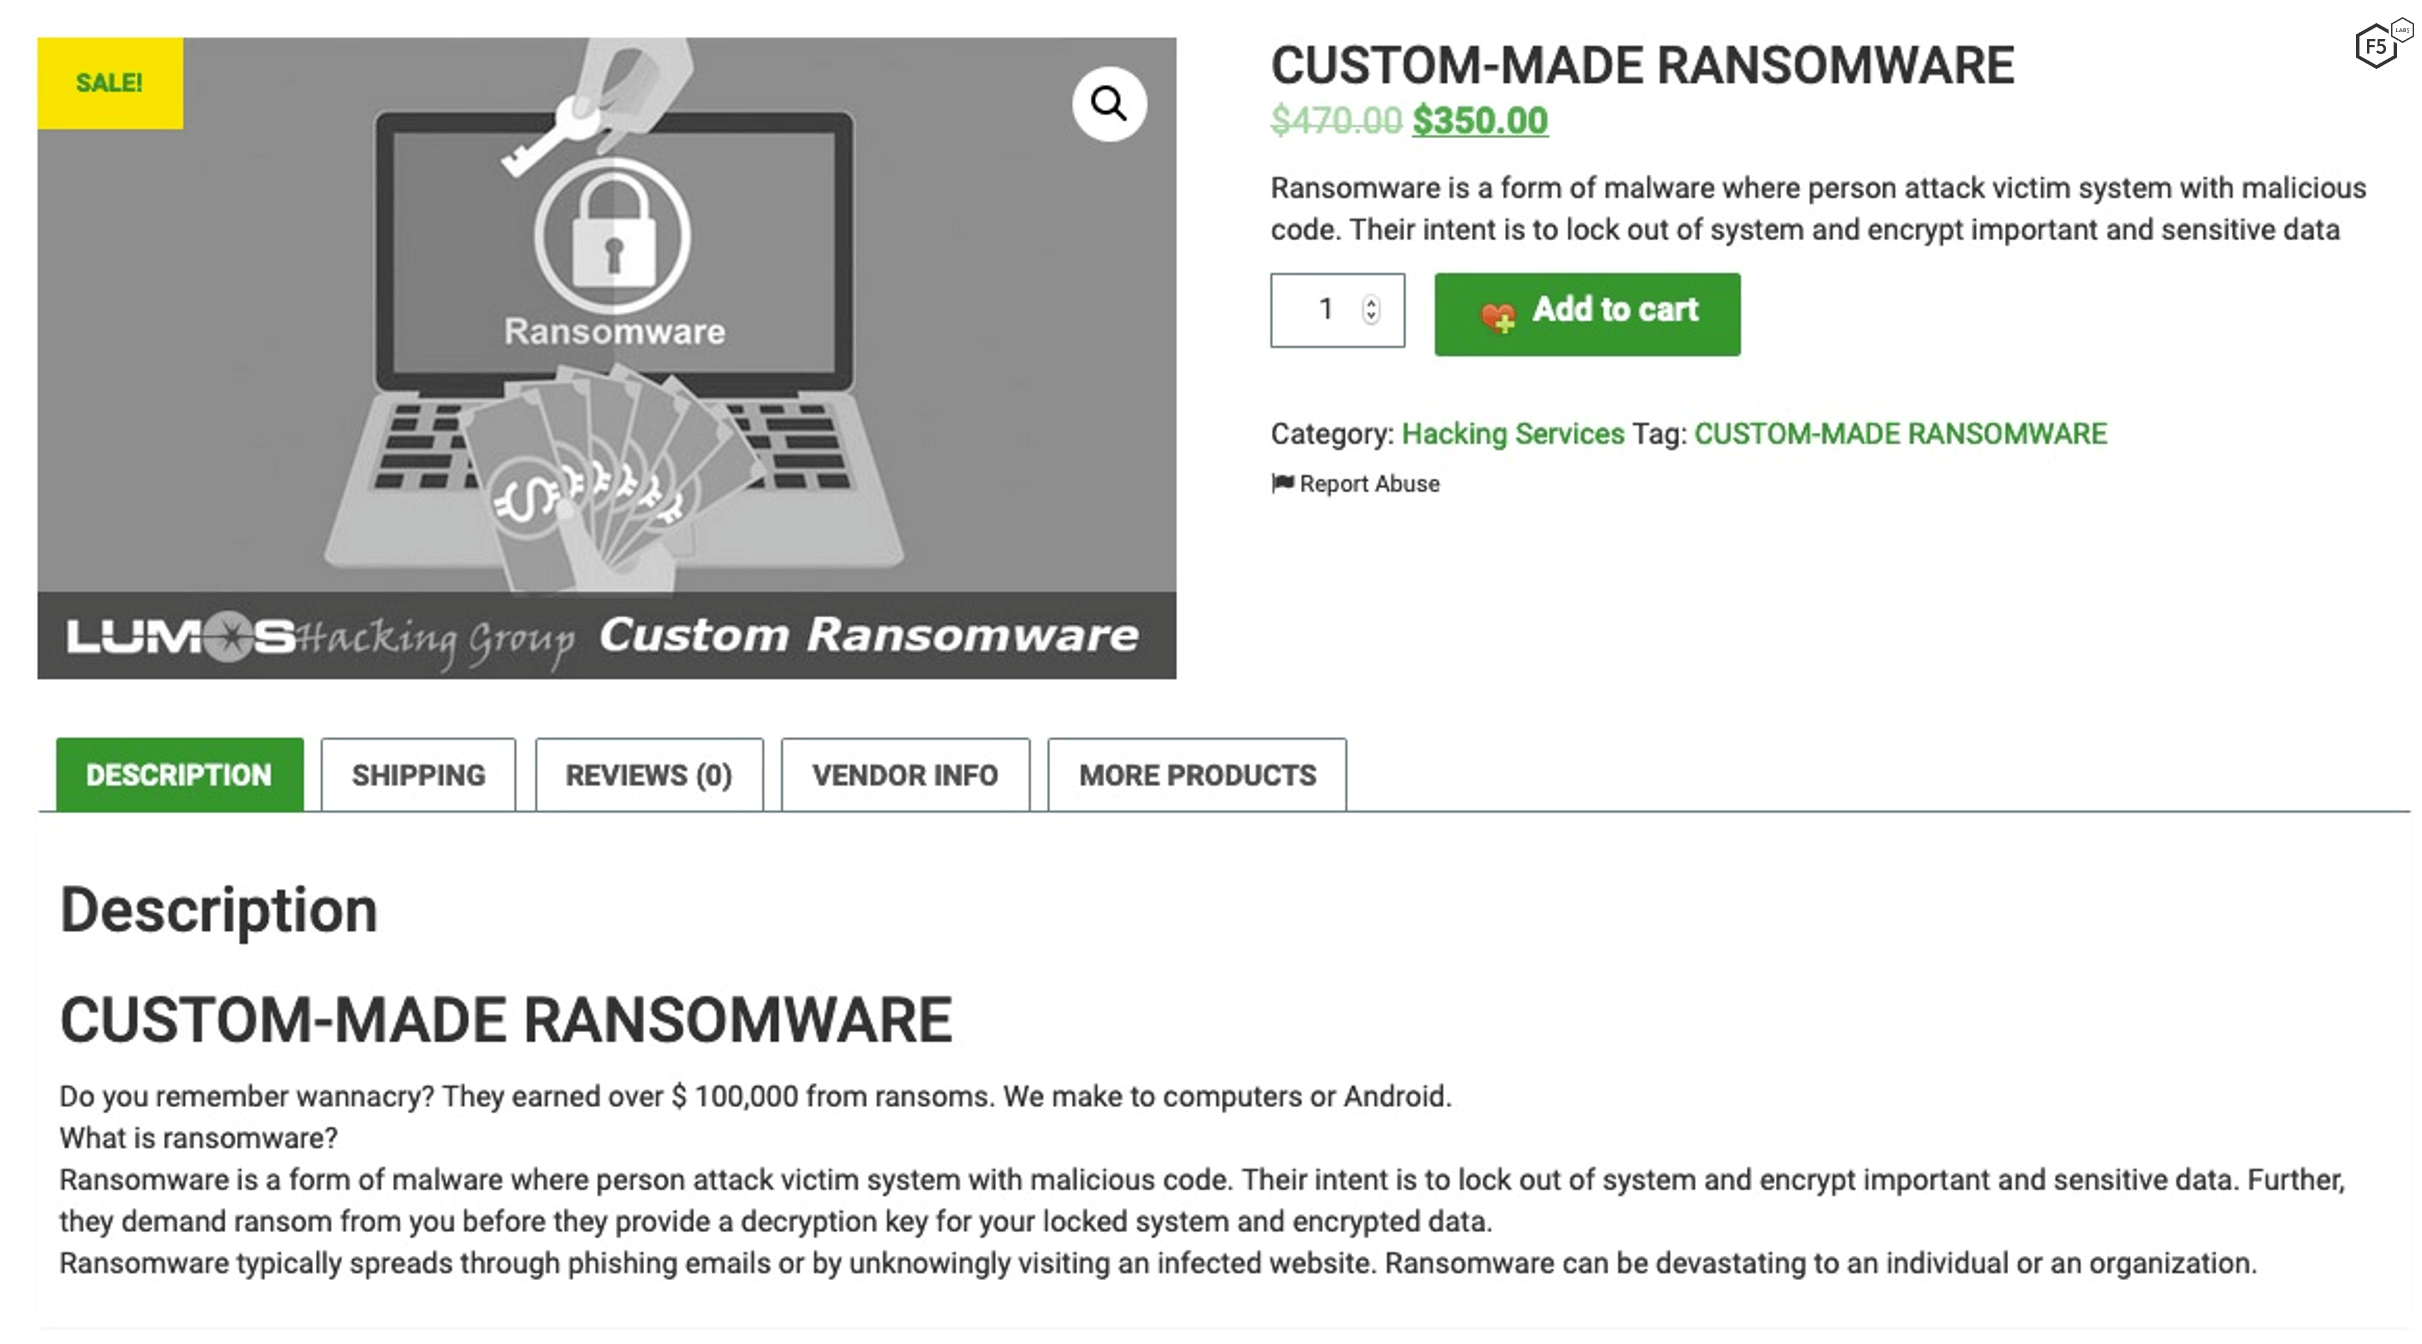 SALE!
Ransomware
LUMOS Hacking Group Custom Ransomware
F5 LABS
CUSTOM-MADE RANSOMWARE
$470.00 $350.00
Ransomware is a form of malware where person attack victim system with malicious
code. Their intent is to lock out of system and encrypt important and sensitive data
1 Add to cart
Category: Hacking Services Tag: CUSTOM-MADE RANSOMWARE
Report Abuse
DESCRIPTION SHIPPING REVIEWS (0) VENDOR INFO MORE PRODUCTS
Description
CUSTOM-MADE RANSOMWARE
Do you remember wannacry? They earned over $ 100,000 from ransoms. We make to computers or Android.
What is ransomware?
Ransomware is a form of malware where person attack victim system with malicious code. Their intent is to lock out of system and encrypt important and sensitive data. Further,
they demand ransom from you before they provide a decryption key for your locked system and encrypted data.
Ransomware typically spreads through phishing emails or by unknowingly visiting an infected website. Ransomware can be devastating to an individual or an organization.